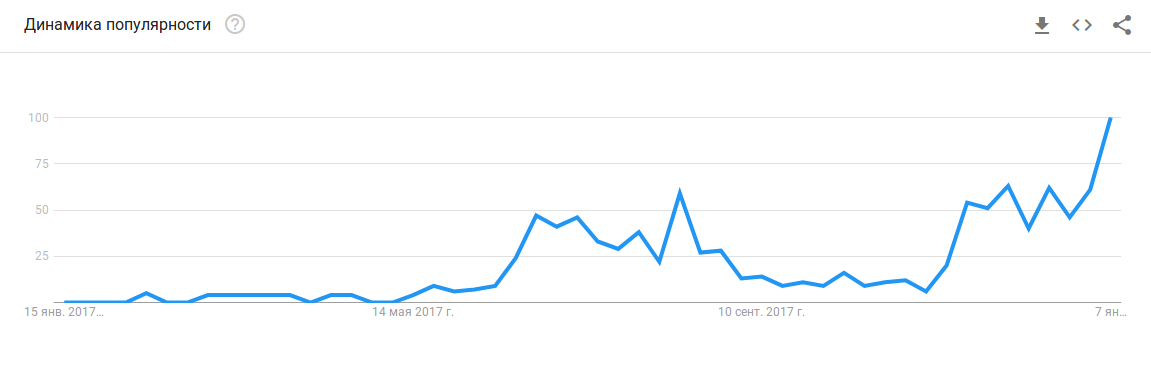 Динамика популярности ?
100
75
50
25
15 янв. 2017…
14 мая 2017 г.
10 сент. 2017 г.
7 ян…